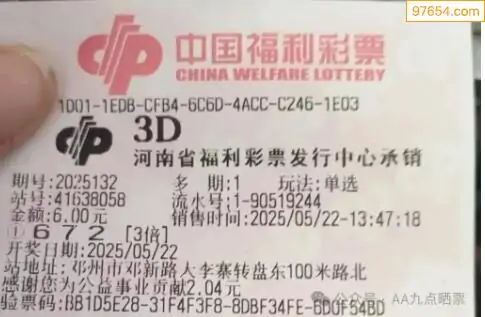 97654.com
中国福利彩票
CHINA WELFARE LOTTERY
1D01-1EDB-CFB4-6C6D-4ACC-C246-1E03
3D
河南省福利彩票发行中心承销
期号:2025132 多期:1 玩法:单选
站号:41638058 流水号:1-90519244
金额:6.00元 销售时间:2025/05/22-13:47:18
① 6 7 2 [3倍]
开奖日期:2025/05/22
站地址:邓州市邓新路大李寨转盘东100米路北
感谢您为公益事业贡献2.04元
验票码:BB1D5E28-31F4F3F8-8DBF34FE-6D0F54BD
公众号:AA九点晒票